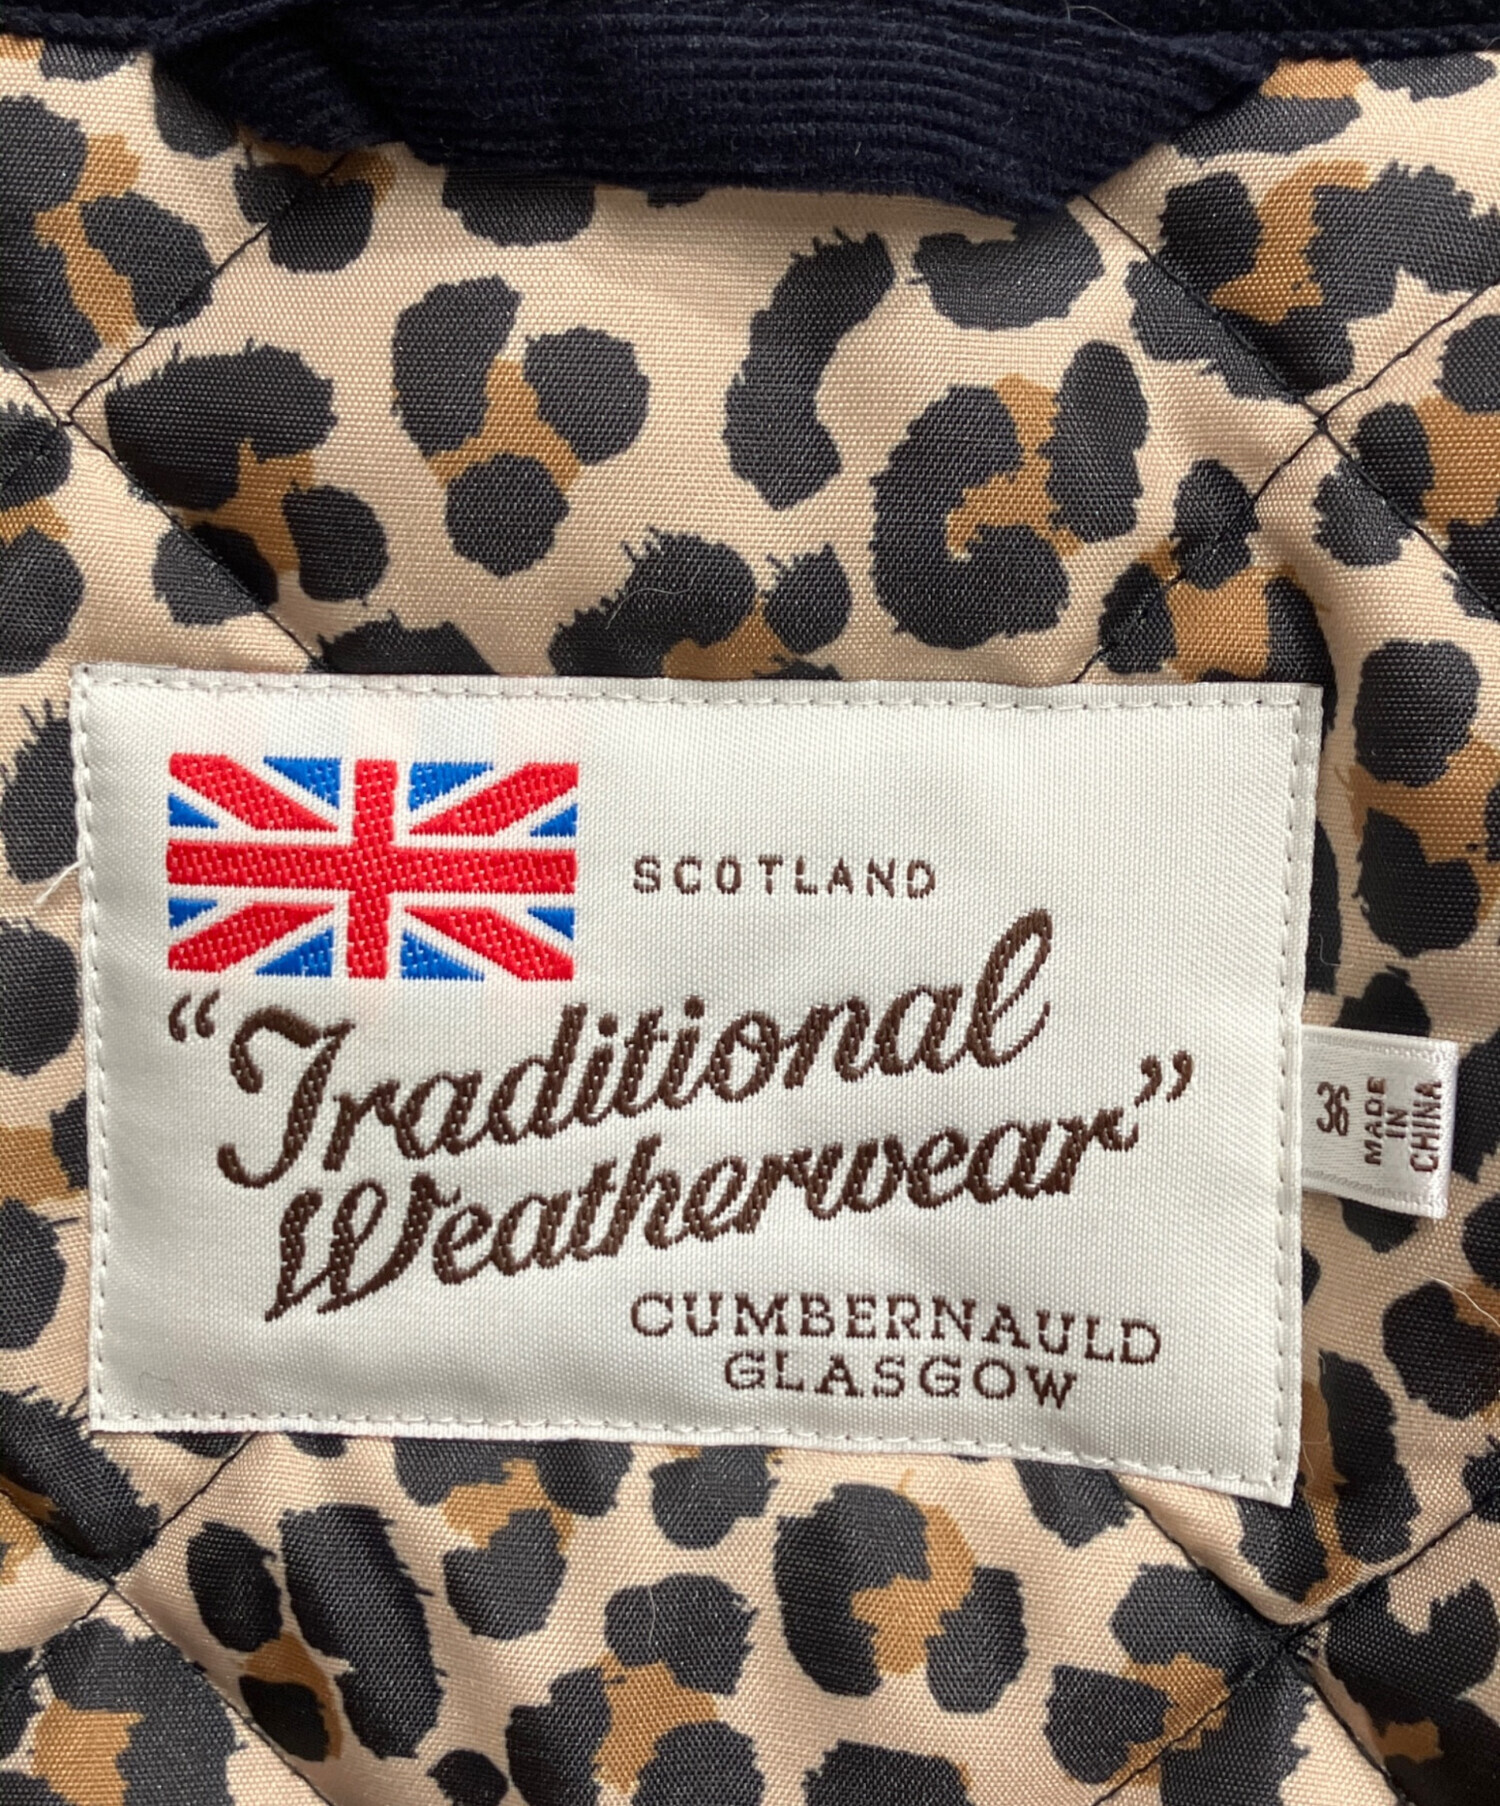 SCOTLAND
"Traditional
Weatherwear"
CUMBERNAULD
GLASGOW
36
MADE
IN
CHINA